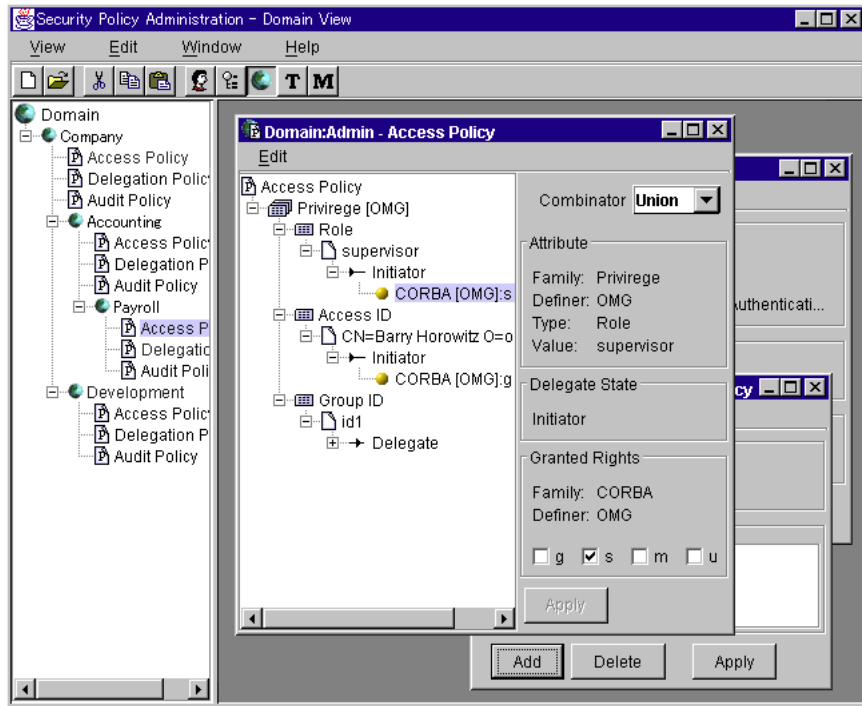 Security Policy Administration - Domain View
View Edit Window Help
T M
Domain
Company
Access Policy
Delegation Polic
Audit Policy
Accounting
Access Polic
Delegation P
Audit Policy
Payroll
Access P
Delegatic
Audit Poli
Development
Access Polic
Delegation P
Audit Policy
Domain:Admin - Access Policy
Edit
Access Policy
Privirege [OMG]
Role
supervisor
Initiator
CORBA [OMG]:s
Access ID
CN=Barry Horowitz O=o
Initiator
CORBA [OMG]:g
Group ID
id1
Delegate
Combinator Union
Attribute
Family: Privirege
Definer: OMG
Type: Role
Value: supervisor
Delegate State
Initiator
Granted Rights
Family: CORBA
Definer: OMG
g s m u
Apply
uthenticati...
cy
Add Delete Apply